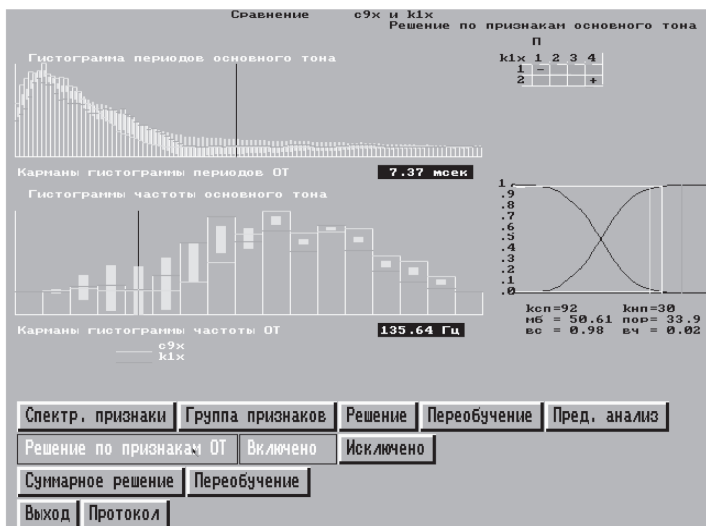 Сравнение c9x и k1x
Решение по признакам основного тона
П
Гистограмма периодов основного тона
k1x 1 2 3 4
1 -
2 +
Карманы гистограммы периодов ОТ 7.37 мсек
Гистограммы частоты основного тона
1.
.9
.8
.7
.6
.5
.4
.3
.2
.1
.0
ксп=92 кнп=30
мб = 50.61 пор= 33.9
вс = 0.98 вч = 0.02
Карманы гистограммы частоты ОТ 135.64 Гц
c9x
k1x
Спектр. признаки Группа признаков Решение Переобучение Пред. анализ
Решение по признакам ОТ Включено Исключено
Суммарное решение Переобучение
Выход Протокол